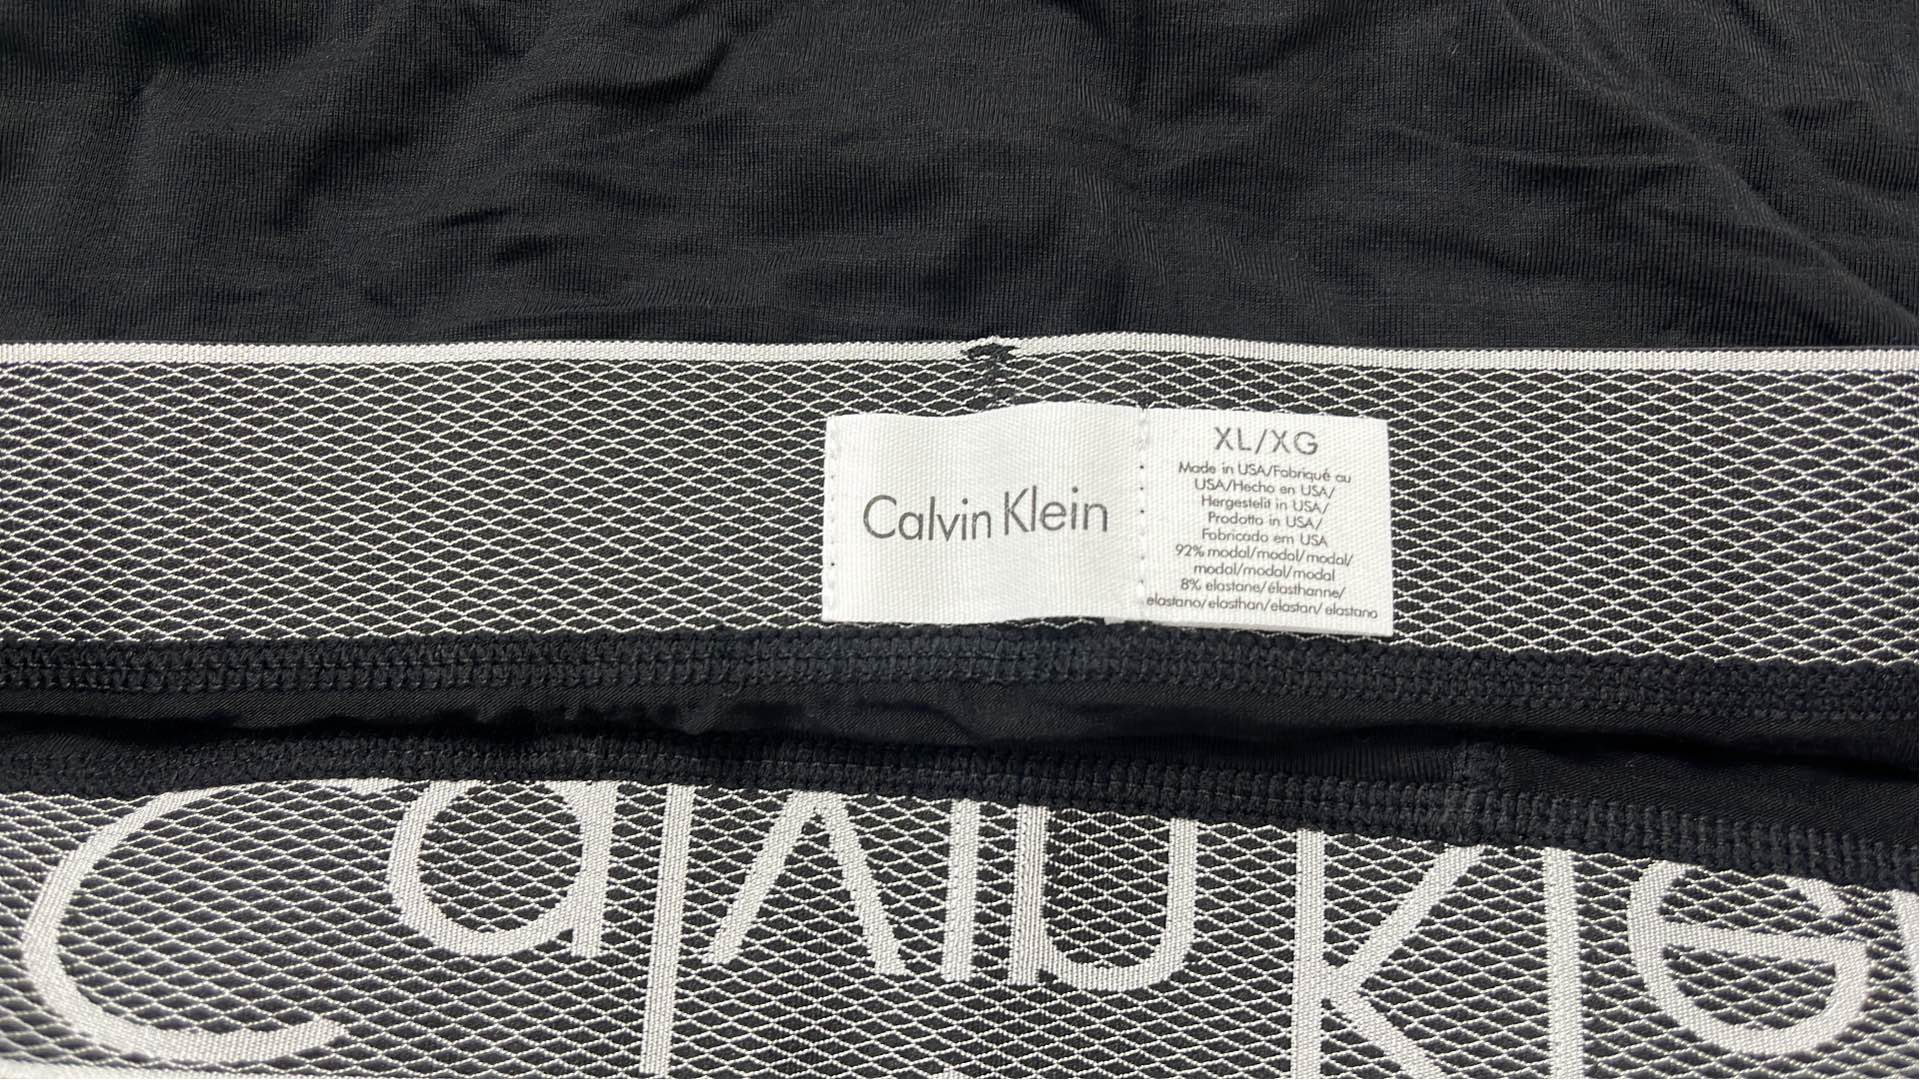 Calvin Klein
XL/XG
Made in USA/Fabriqué au
USA/Hecho en USA/
Hergestellt in USA/
Prodotto in USA/
Fabricado em USA
92% modal/modal/modal/
modal/modal/modal
8% elastane/élasthanne/
elastano/elasthan/elastan/elastano
Calvin Kle